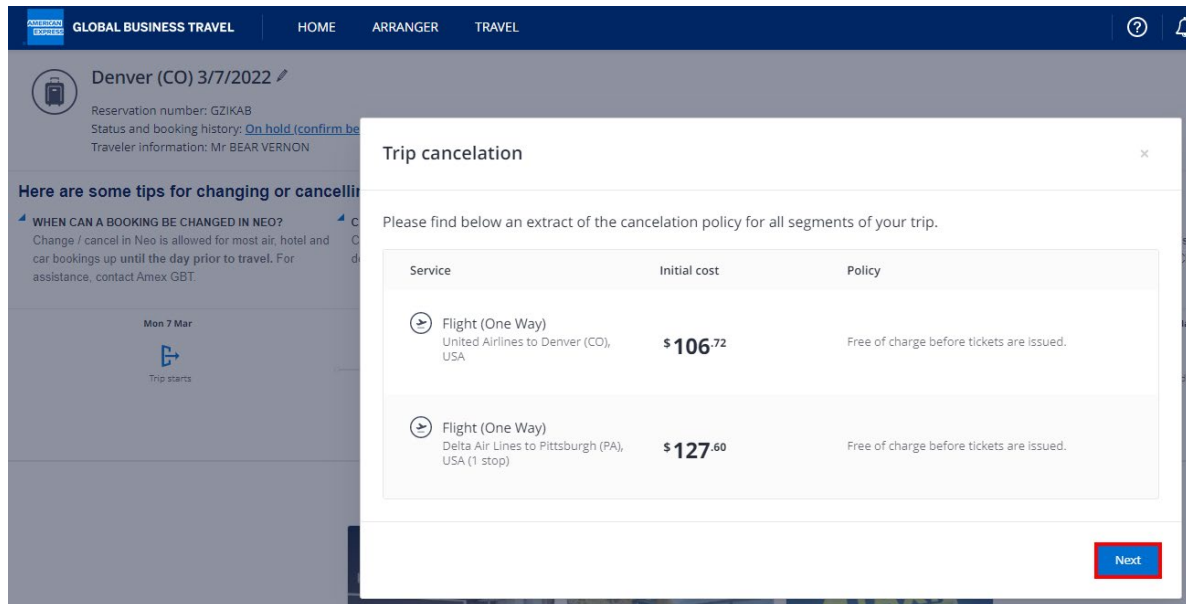 AMERICAN EXPRESS GLOBAL BUSINESS TRAVEL HOME ARRANGER TRAVEL
Denver (CO) 3/7/2022
Reservation number: GZIKAB
Status and booking history: On hold (confirm be
Traveler information: Mr BEAR VERNON
Here are some tips for changing or cancellin
WHEN CAN A BOOKING BE CHANGED IN NEO?
Change / cancel in Neo is allowed for most air, hotel and
car bookings up until the day prior to travel. For
assistance, contact Amex GBT.
Mon 7 Mar
Trip starts
Trip cancelation
Please find below an extract of the cancelation policy for all segments of your trip.
Service Initial cost Policy
Flight (One Way)
United Airlines to Denver (CO),
USA
$106.72
Free of charge before tickets are issued.
Flight (One Way)
Delta Air Lines to Pittsburgh (PA),
USA (1 stop)
$127.60
Free of charge before tickets are issued.
Next